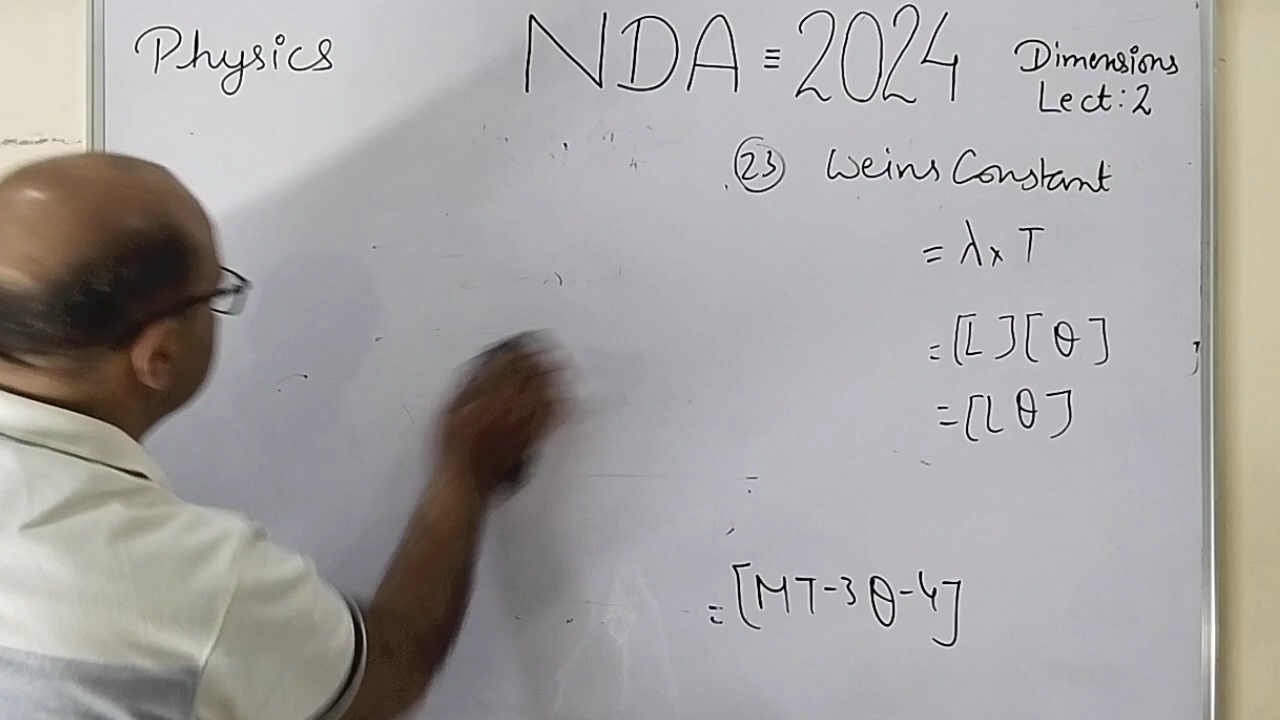 Physics
NDA = 2024
Dimensions
Lect: 2
23 Weins Constant
= λ x T
= [L][θ]
= [L θ]
= [MT-3 θ-4]